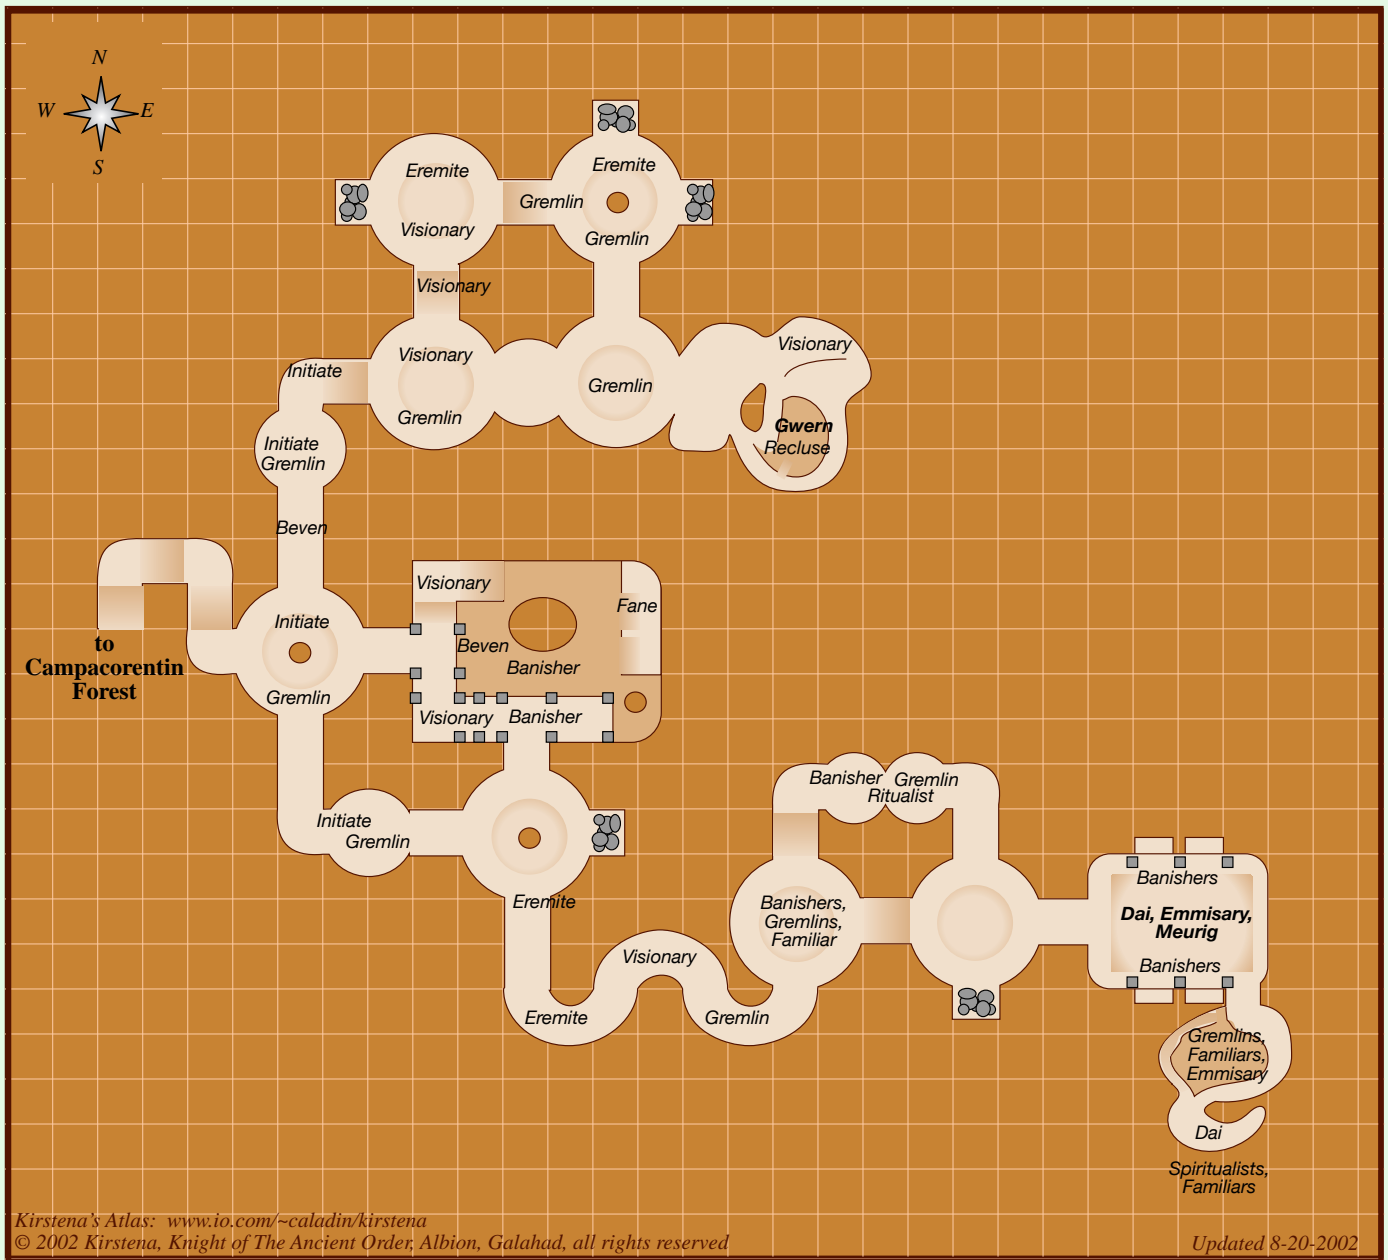 N
W
E
S
Eremite
Visionary
Gremlin
Eremite
Gremlin
Visionary
Visionary
Gremlin
Gremlin
Visionary
Gwern
Recluse
Initiate
Initiate
Gremlin
Beven
Initiate
Gremlin
to
Campacorentin
Forest
Visionary
Fane
Beven
Banisher
Visionary
Banisher
Initiate
Gremlin
Eremite
Eremite
Visionary
Gremlin
Banisher
Gremlin
Ritualist
Banishers,
Gremlins,
Familiar
Banishers
Dai, Emmisary,
Meurig
Banishers
Gremlins,
Familiars,
Emmisary
Dai
Spiritualists,
Familiars
Kirstena's Atlas: www.io.com/~caladin/kirstena
© 2002 Kirstena, Knight of The Ancient Order, Albion, Galahad, all rights reserved
Updated 8-20-2002